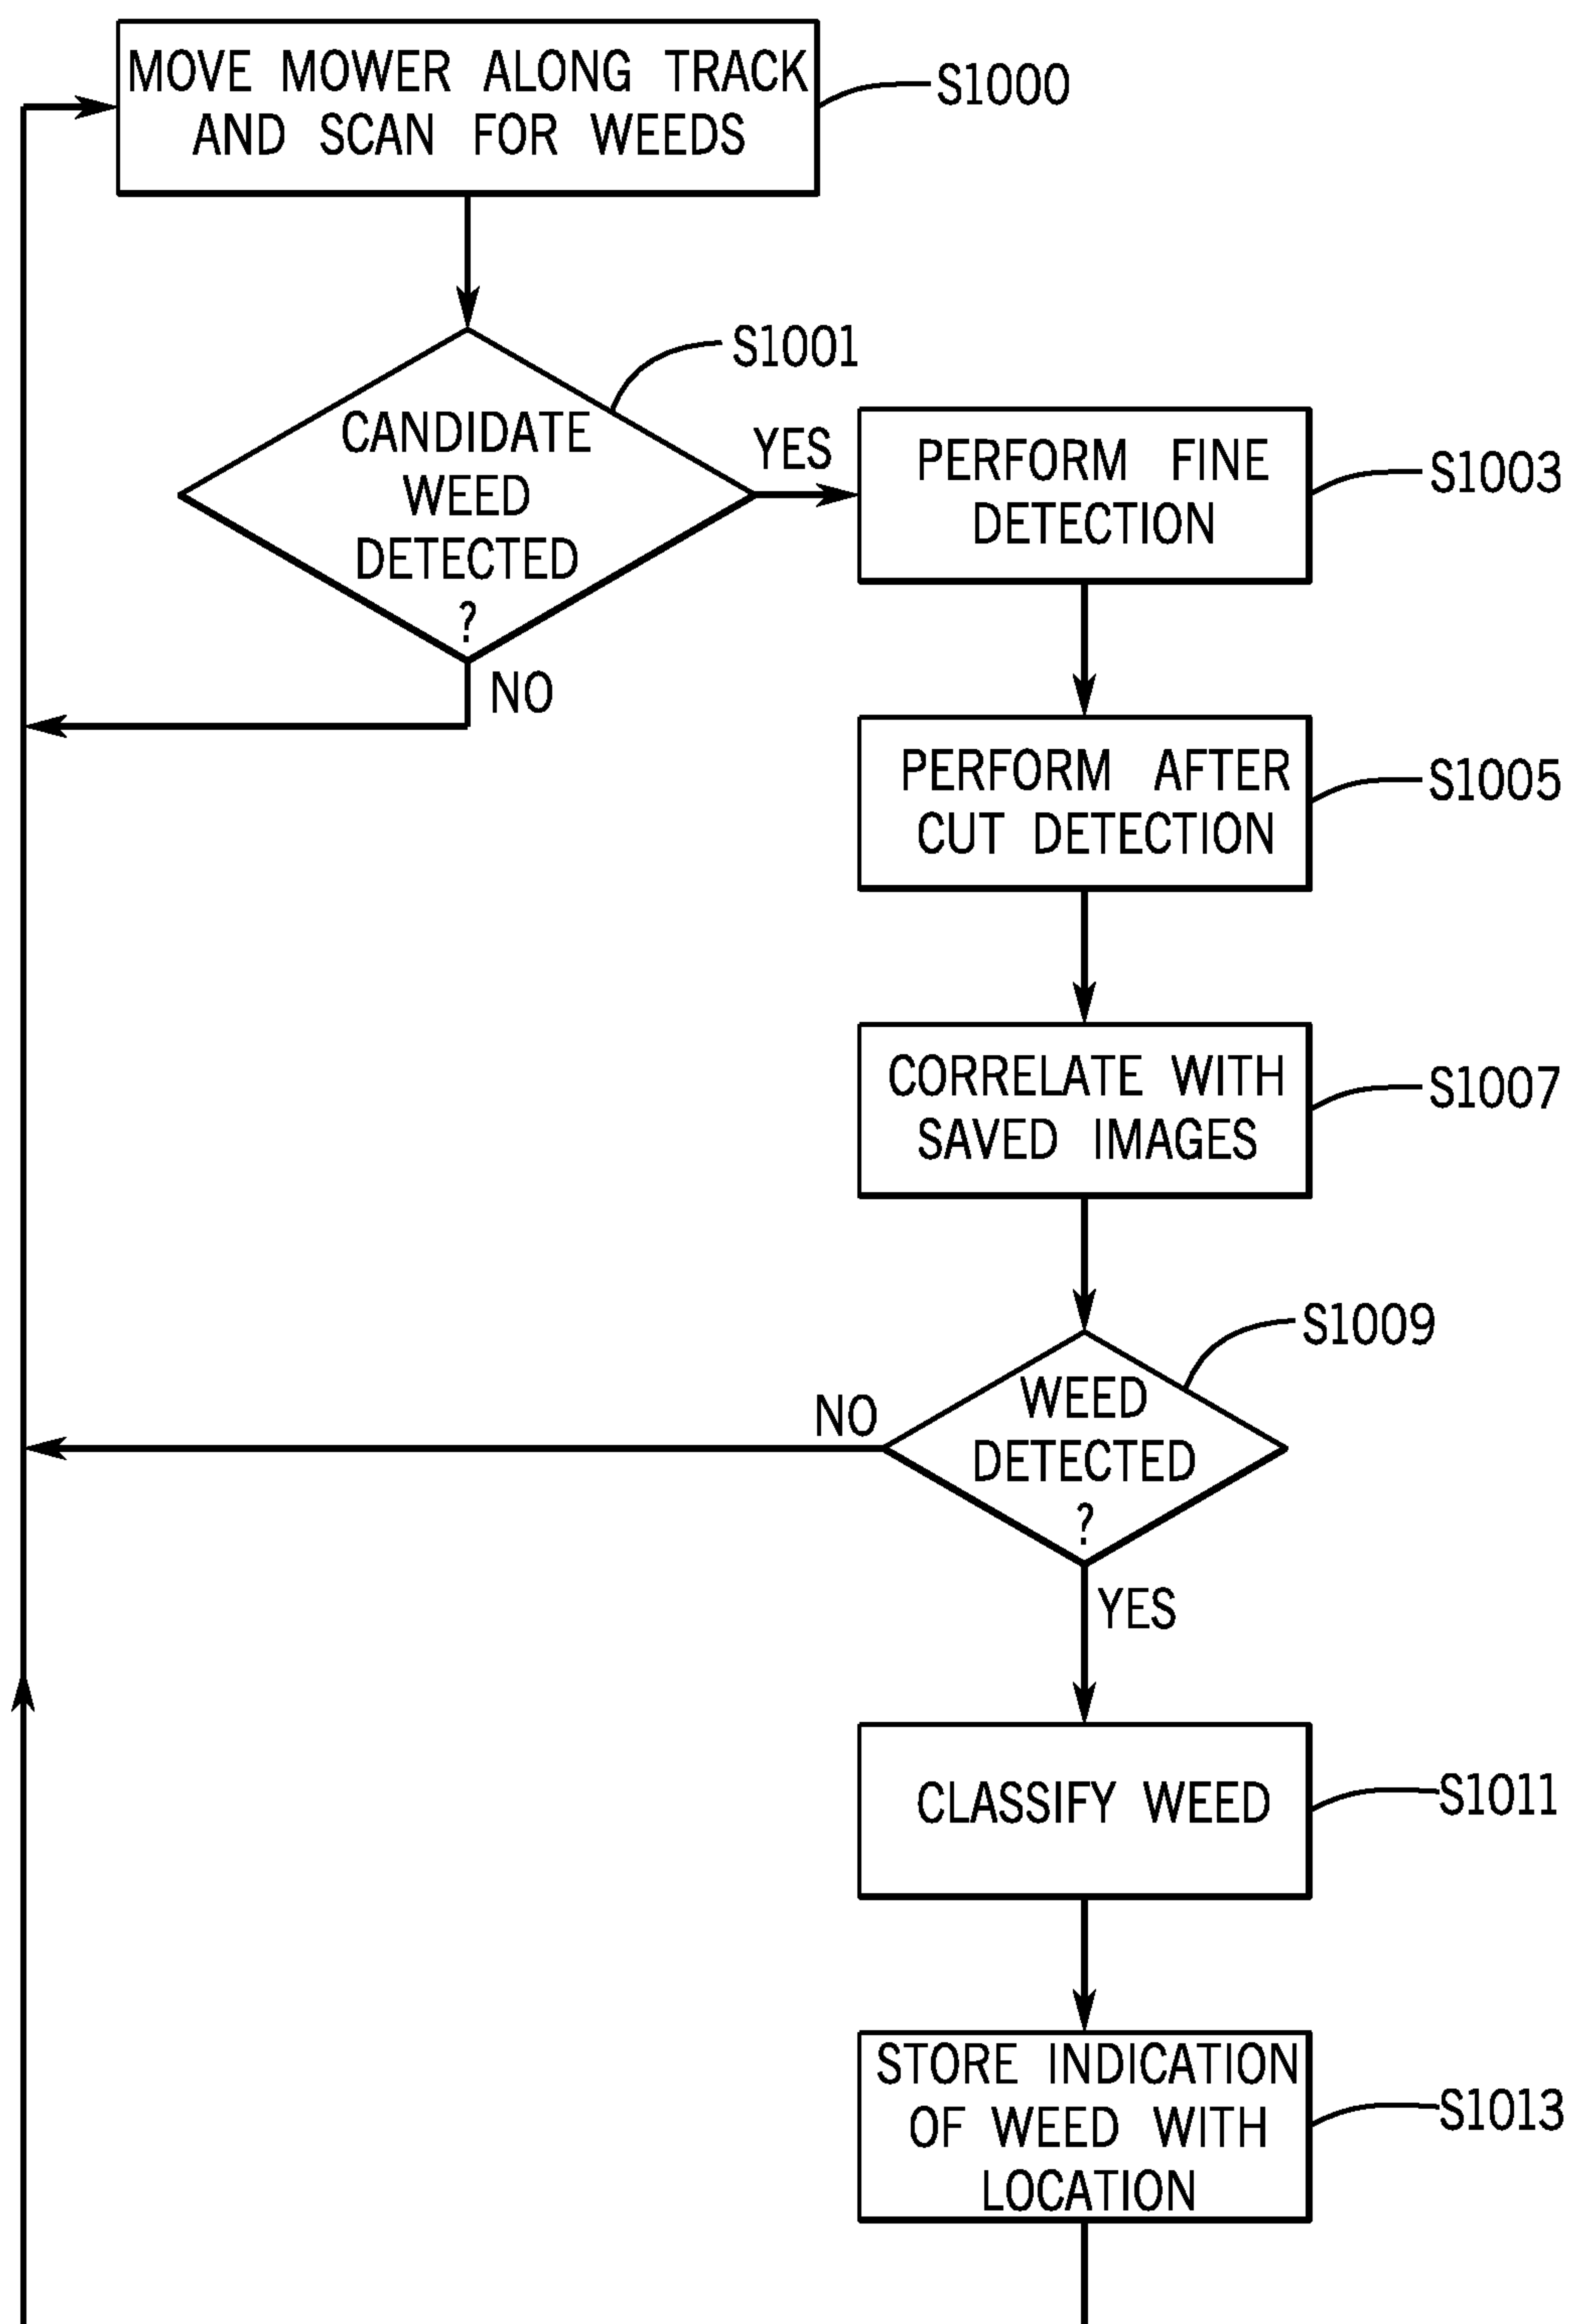 MOVE MOWER ALONG TRACK
AND SCAN FOR WEEDS
S1000
S1001
CANDIDATE
WEED
DETECTED
?
YES
NO
PERFORM FINE
DETECTION
S1003
PERFORM AFTER
CUT DETECTION
S1005
CORRELATE WITH
SAVED IMAGES
S1007
S1009
WEED
DETECTED
?
NO
YES
CLASSIFY WEED
S1011
STORE INDICATION
OF WEED WITH
LOCATION
S1013